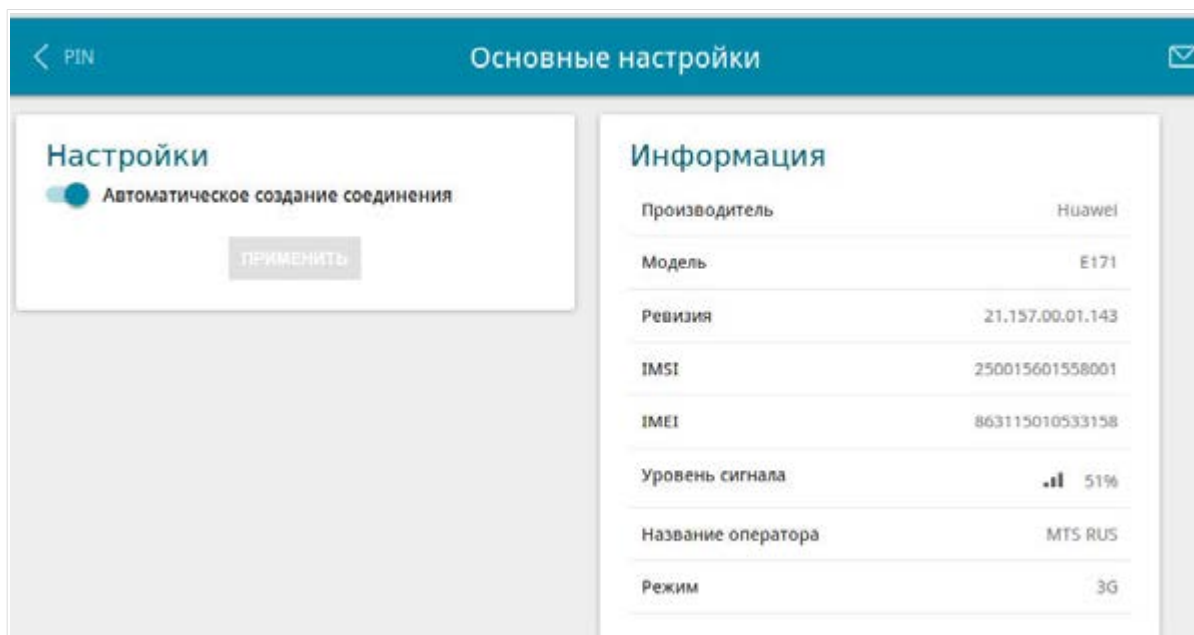 PIN
Основные настройки
Настройки
Автоматическое создание соединения
ПРИМЕНИТЬ
Информация
Производитель Huawei
Модель E171
Ревизия 21.157.00.01.143
IMSI 250015601558001
IMEI 863115010533158
Уровень сигнала 51%
Название оператора MTS RUS
Режим 3G